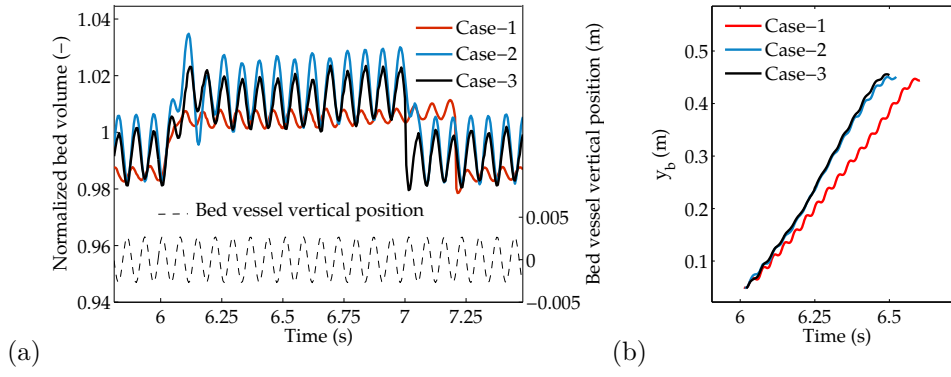 1.04
1.02
1
0.98
0.96
0.94
Normalized bed volume (–)
Case–1
Case–2
Case–3
Bed vessel vertical position
0.005
0
−0.005
Bed vessel vertical position (m)
6 6.25 6.5 6.75 7 7.25
Time (s)
(a)
Case–1
Case–2
Case–3
0.5
0.4
0.3
0.2
0.1
y_b (m)
6 6.25 6.5
Time (s)
(b)